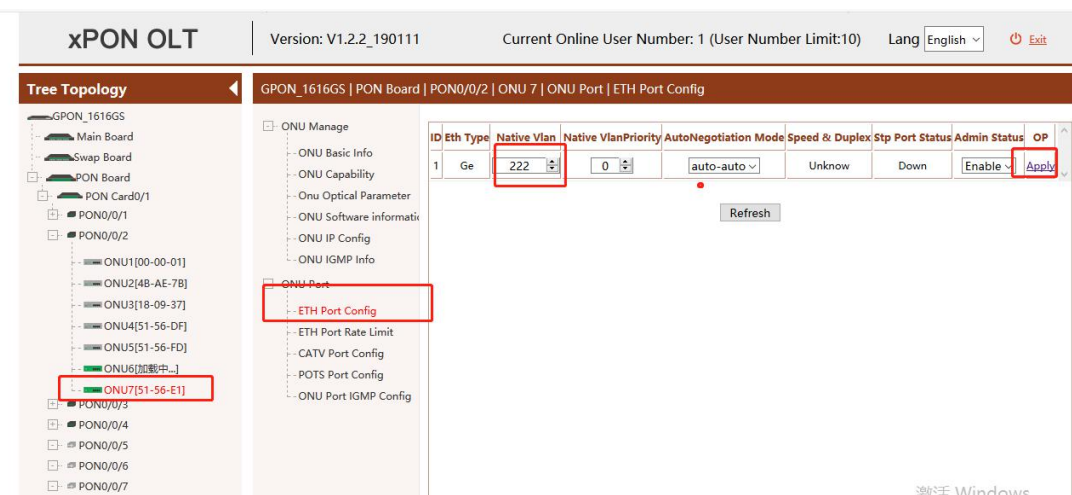 xPON OLT
Version: V1.2.2_190111
Current Online User Number: 1 (User Number Limit:10)
Lang English
Exit
Tree Topology
GPON_1616GS | PON Board | PON0/0/2 | ONU 7 | ONU Port | ETH Port Config
GPON_1616GS
Main Board
Swap Board
PON Board
PON Card0/1
PON0/0/1
PON0/0/2
ONU1[00-00-01]
ONU2[4B-AE-7B]
ONU3[18-09-37]
ONU4[51-56-DF]
ONU5[51-56-FD]
ONU6[加载中...]
ONU7[51-56-E1]
PON0/0/3
PON0/0/4
PON0/0/5
PON0/0/6
PON0/0/7
ONU Manage
ONU Basic Info
ONU Capability
Onu Optical Parameter
ONU Software informatic
ONU IP Config
ONU IGMP Info
ONU Port
ETH Port Config
ETH Port Rate Limit
CATV Port Config
POTS Port Config
ONU Port IGMP Config
ID Eth Type Native Vlan Native VlanPriority AutoNegotiation Mode Speed & Duplex Stp Port Status Admin Status OP
1 Ge 222 0 auto-auto Unknow Down Enable Apply
Refresh
激活 Windows